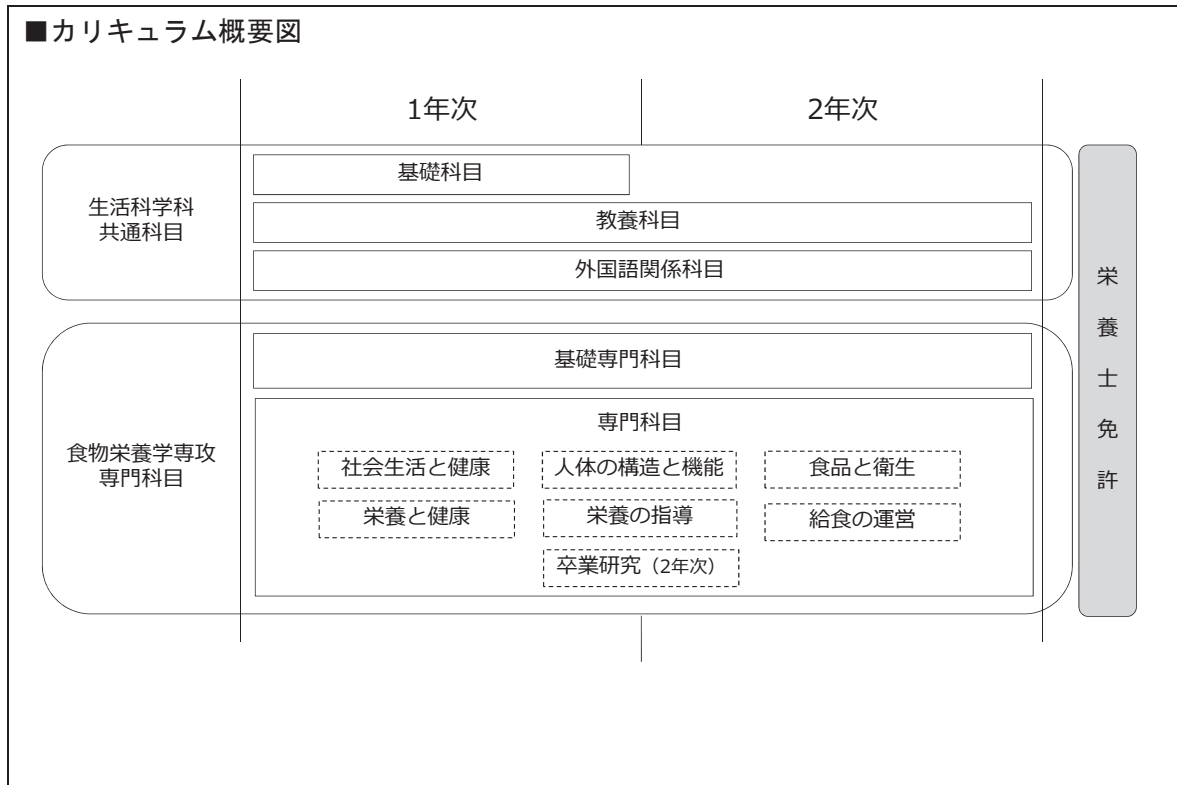 ■カリキュラム概要図
1年次
2年次
生活科学科
共通科目
基礎科目
教養科目
外国語関係科目
食物栄養学専攻
専門科目
基礎専門科目
専門科目
社会生活と健康
人体の構造と機能
食品と衛生
栄養と健康
栄養の指導
給食の運営
卒業研究（2年次）
栄養士免許